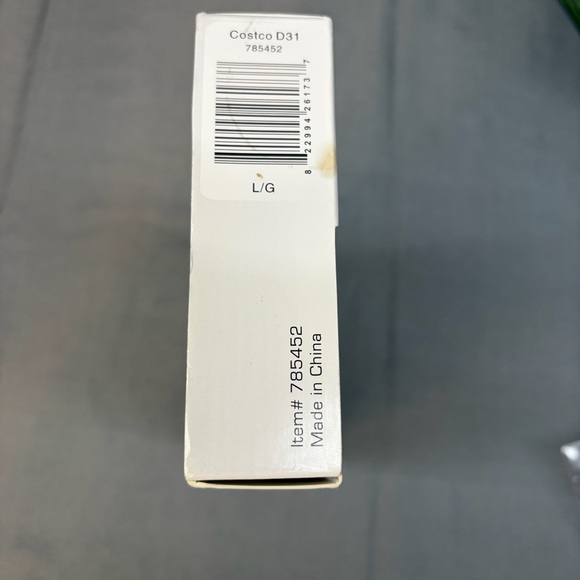 Costco D31
785452
8 22994 26173 7
L/G
Item# 785452
Made in China